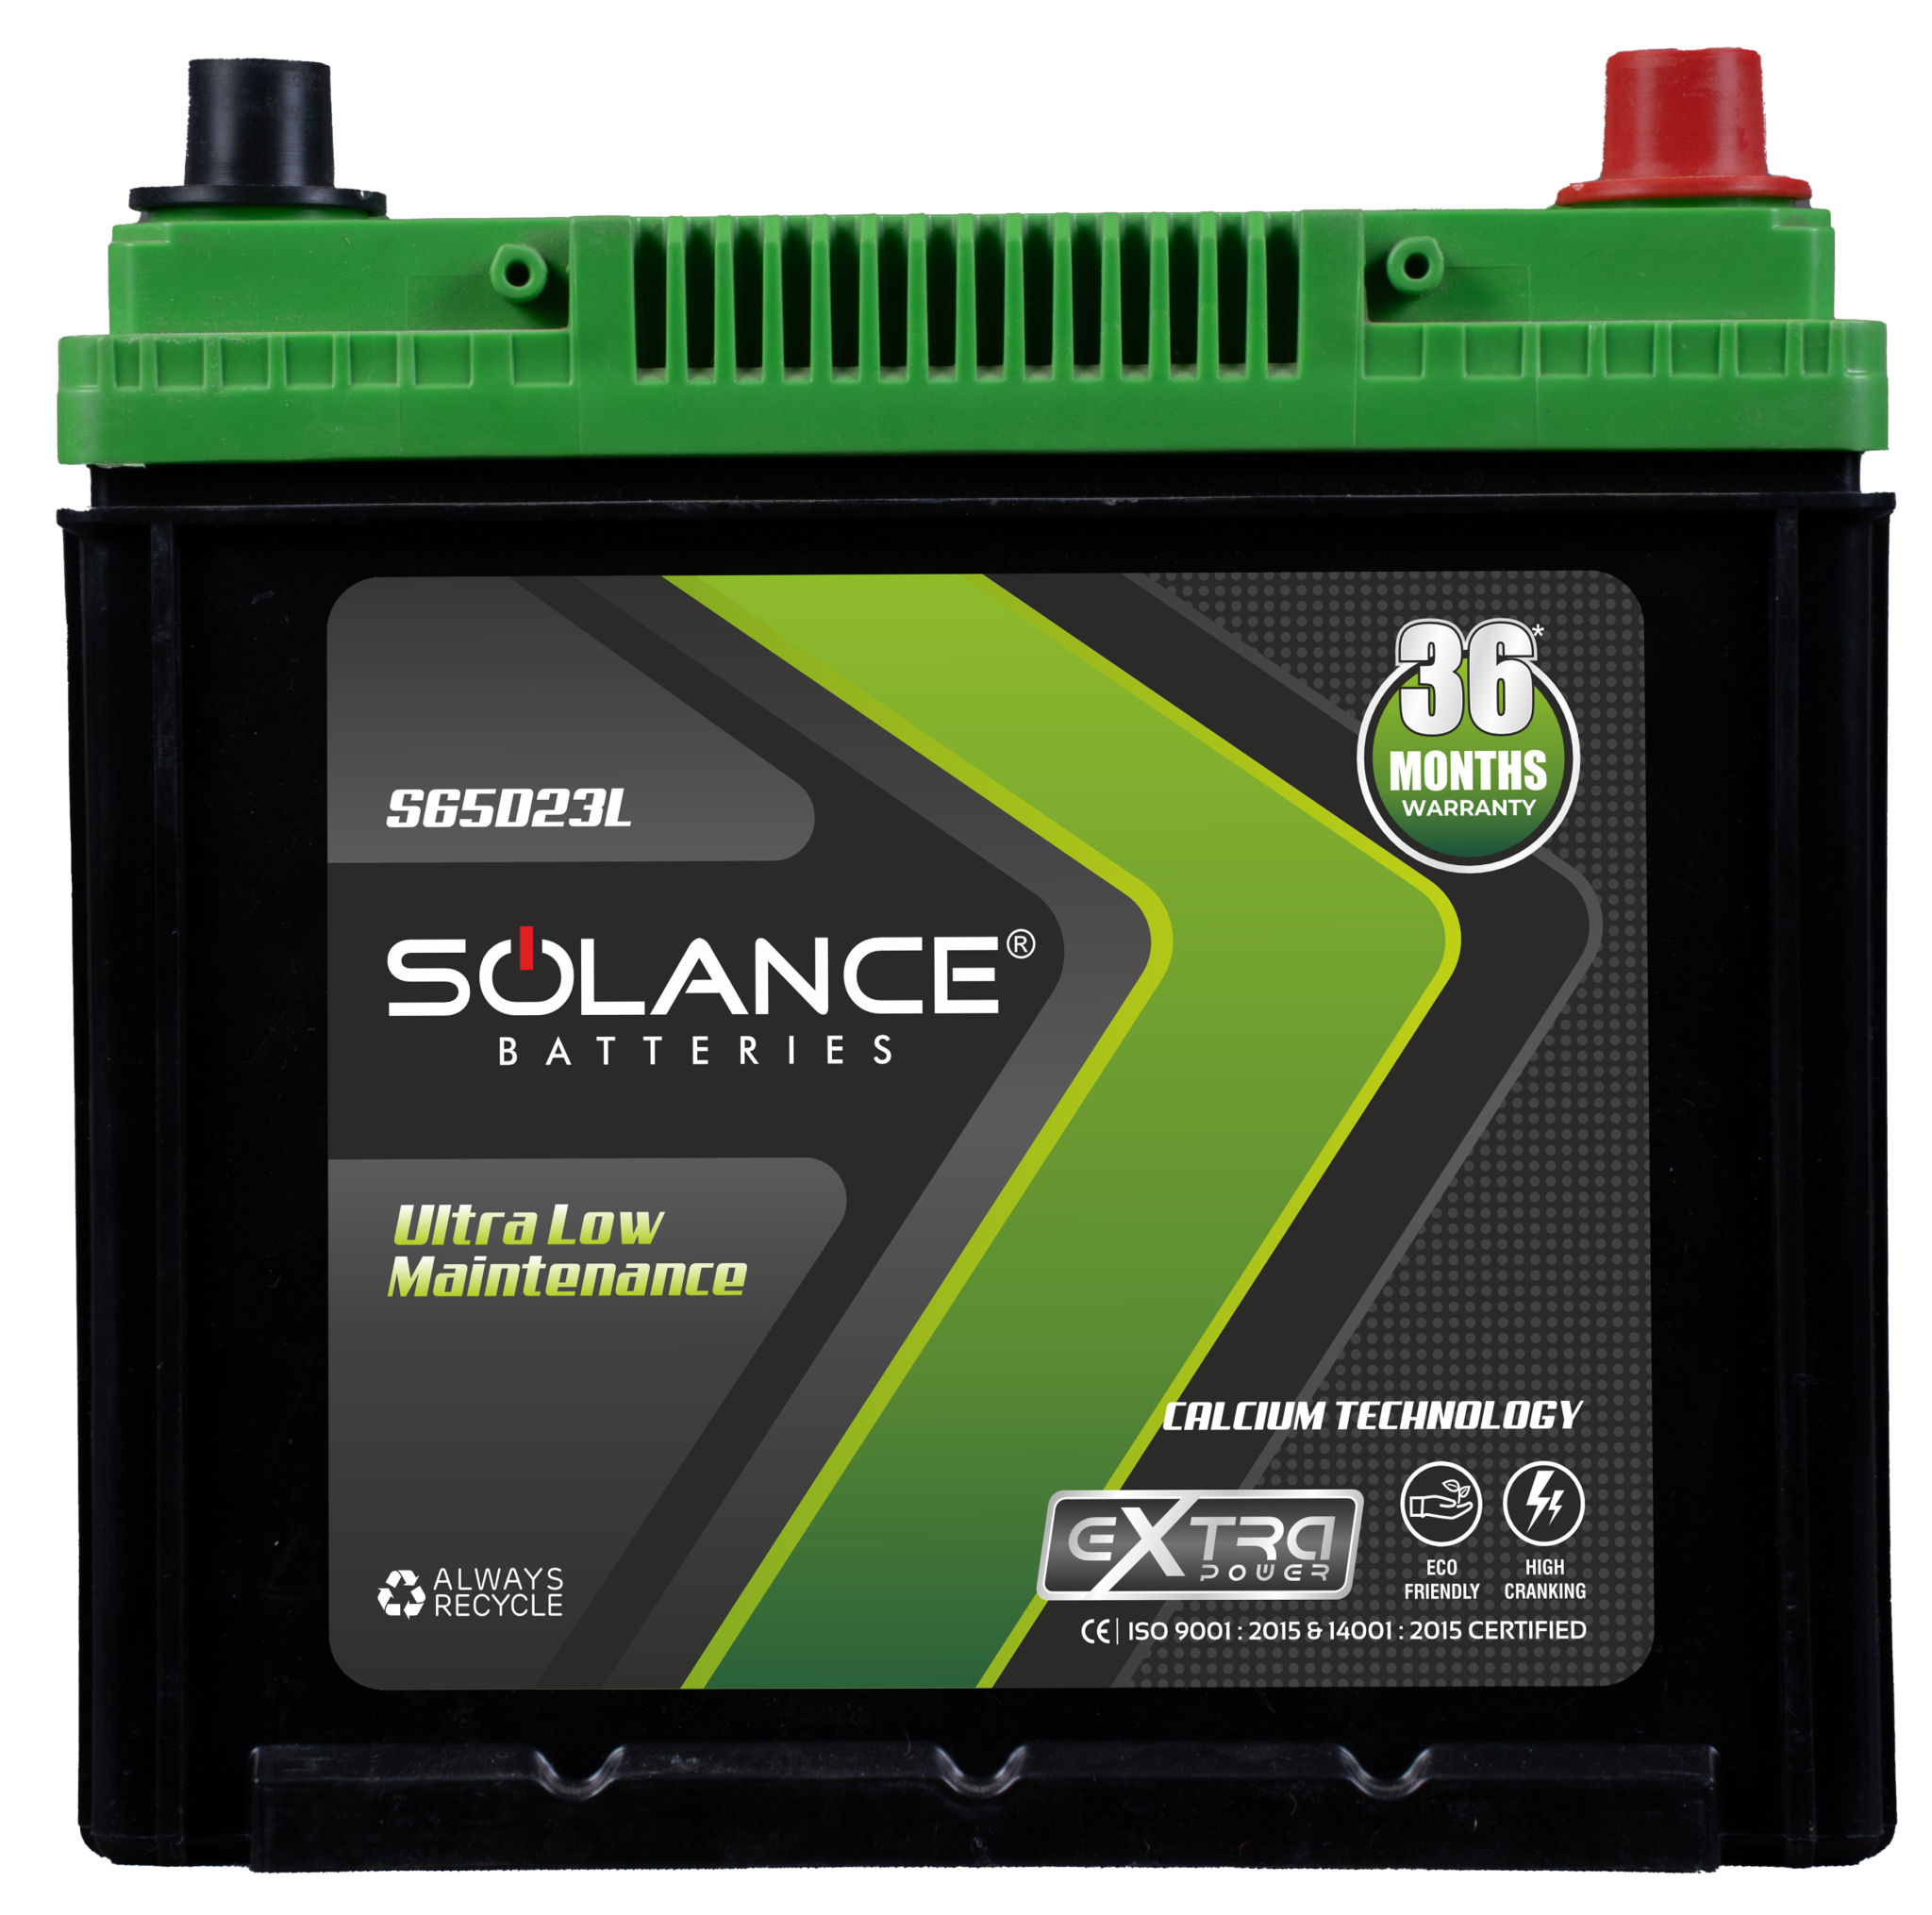 36*
MONTHS
WARRANTY
S65D23L
SOLANCE®
BATTERIES
Ultra Low
Maintenance
CALCIUM TECHNOLOGY
eXTRA
POWER
ECO
FRIENDLY
HIGH
CRANKING
ALWAYS
RECYCLE
CE | ISO 9001 : 2015 & 14001 : 2015 CERTIFIED